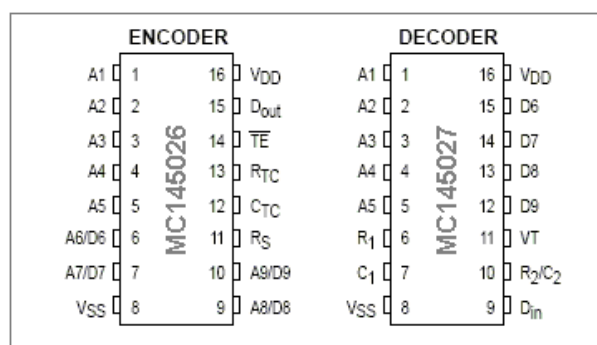 ENCODER
A1 1 16 VDD
A2 2 15 Dout
A3 3 14 TE
A4 4 13 RTC
A5 5 12 CTC
A6/D6 6 11 RS
A7/D7 7 10 A9/D9
VSS 8 9 A8/D8
MC145026
DECODER
A1 1 16 VDD
A2 2 15 D6
A3 3 14 D7
A4 4 13 D8
A5 5 12 D9
R1 6 11 VT
C1 7 10 R2/C2
VSS 8 9 Din
MC145027